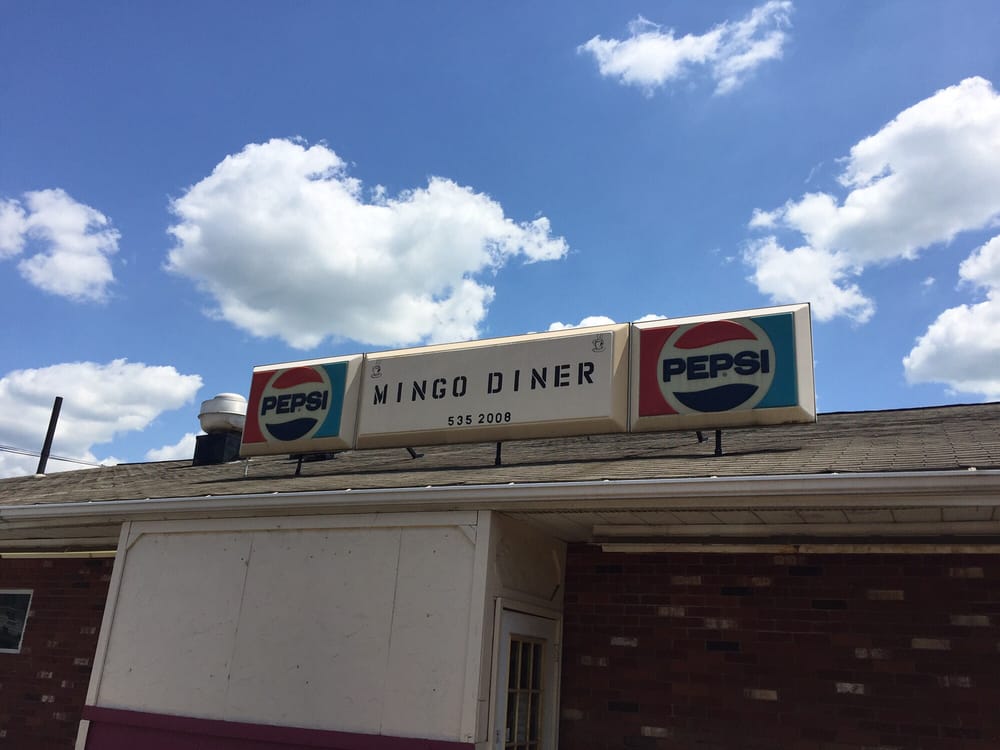 PEPSI
MINGO DINER
535 2008
PEPSI